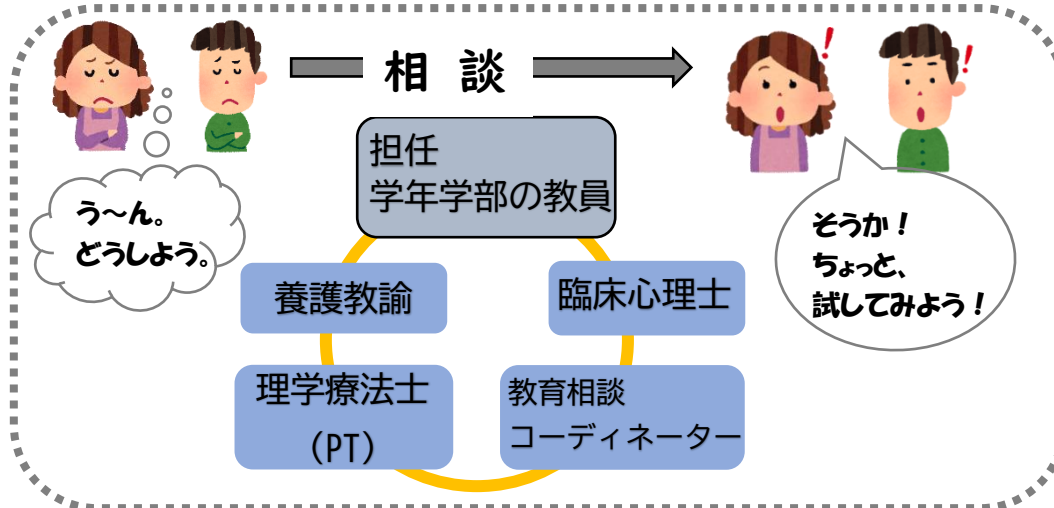 相 談
う~ん。
どうしよう。
担任
学年学部の教員
養護教諭
臨床心理士
理学療法士
(PT)
教育相談
コーディネーター
そうか!
ちょっと、
試してみよう!